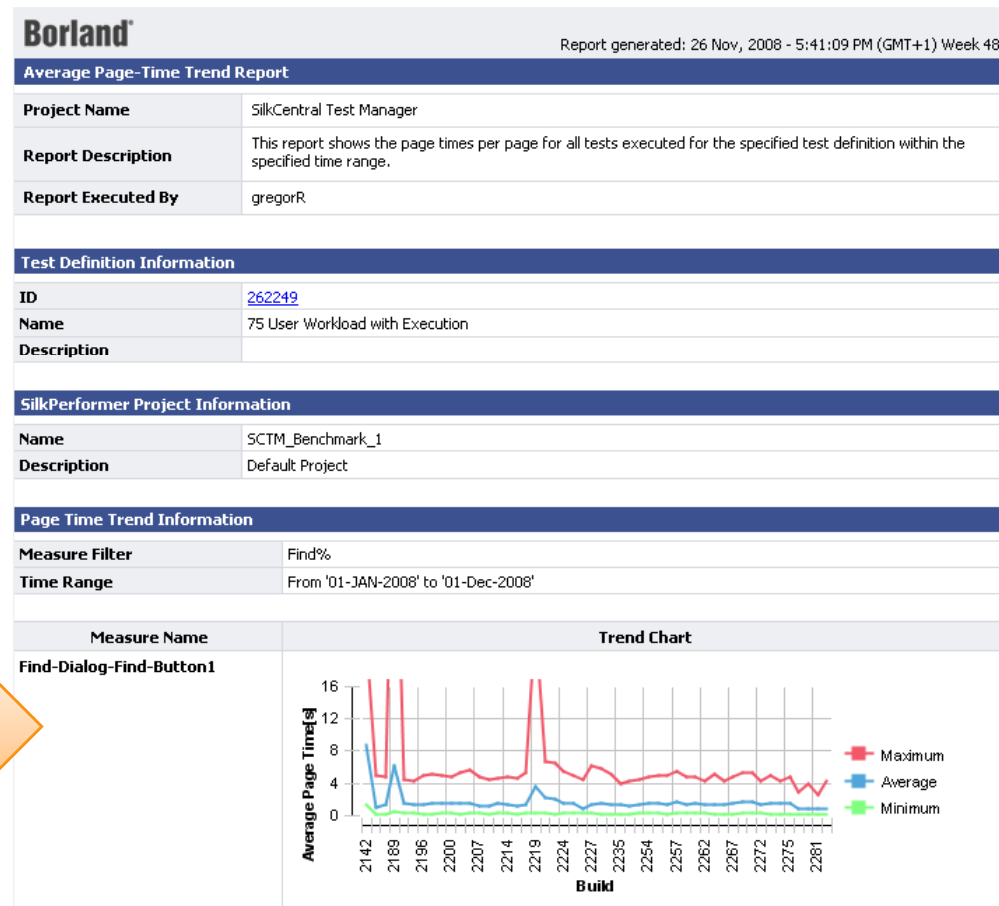 Borland®
Report generated: 26 Nov, 2008 - 5:41:09 PM (GMT+1) Week 48
Average Page-Time Trend Report
Project Name SilkCentral Test Manager
Report Description This report shows the page times per page for all tests executed for the specified test definition within the
specified time range.
Report Executed By gregorR
Test Definition Information
ID 262249
Name 75 User Workload with Execution
Description
SilkPerformer Project Information
Name SCTM_Benchmark_1
Description Default Project
Page Time Trend Information
Measure Filter Find%
Time Range From '01-JAN-2008' to '01-Dec-2008'
Measure Name Trend Chart
Find-Dialog-Find-Button1
Average Page Time[s]
16
12
8
4
0
Maximum
Average
Minimum
2142 2189 2196 2200 2207 2214 2219 2224 2227 2235 2254 2257 2262 2267 2272 2275 2281
Build